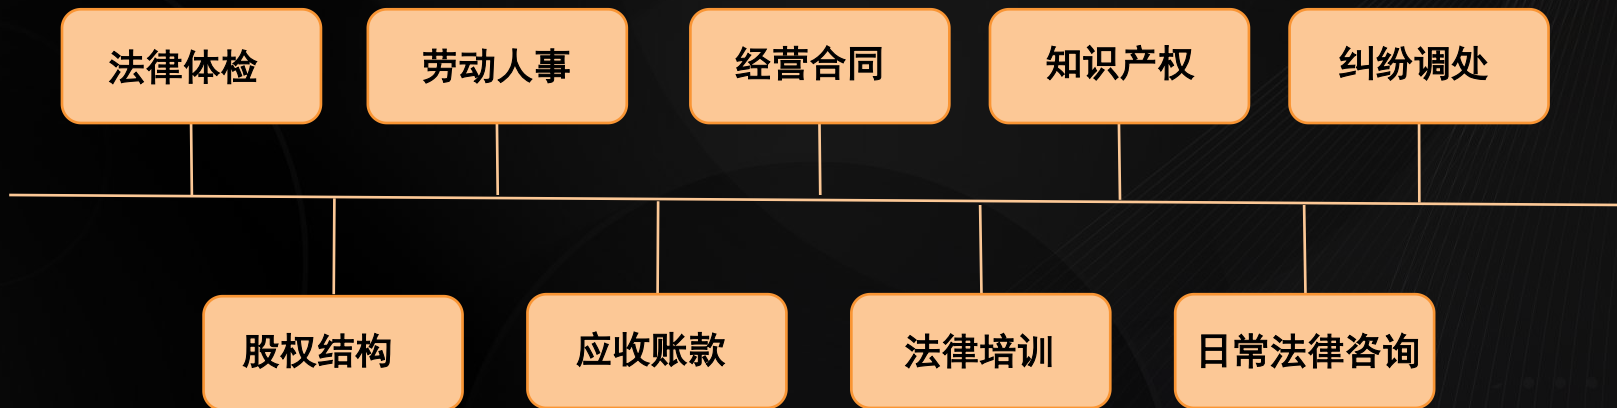 法律体检
劳动人事
经营合同
知识产权
纠纷调处
股权结构
应收账款
法律培训
日常法律咨询